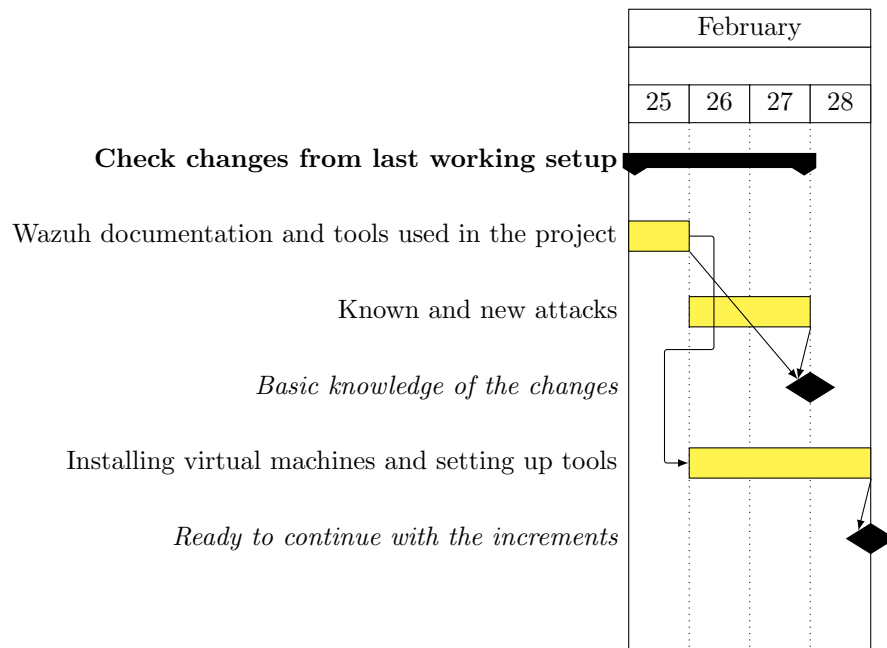 February
25 26 27 28
Check changes from last working setup
Wazuh documentation and tools used in the project
Known and new attacks
Basic knowledge of the changes
Installing virtual machines and setting up tools
Ready to continue with the increments